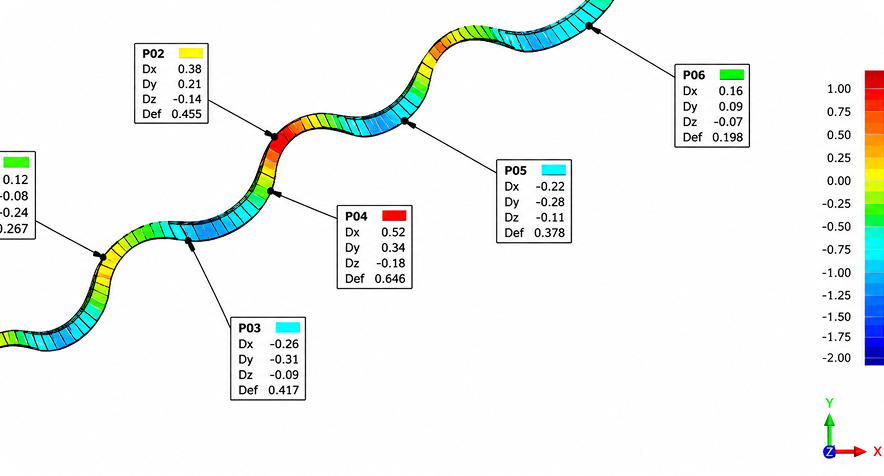 P02
Dx 0.38
Dy 0.21
Dz -0.14
Def 0.455
P06
Dx 0.16
Dy 0.09
Dz -0.07
Def 0.198
0.12
-0.08
-0.24
0.267
P05
Dx -0.22
Dy -0.28
Dz -0.11
Def 0.378
P04
Dx 0.52
Dy 0.34
Dz -0.18
Def 0.646
P03
Dx -0.26
Dy -0.31
Dz -0.09
Def 0.417
1.00
0.75
0.50
0.25
0.00
-0.25
-0.50
-0.75
-1.00
-1.25
-1.50
-1.75
-2.00
Y
Z
X